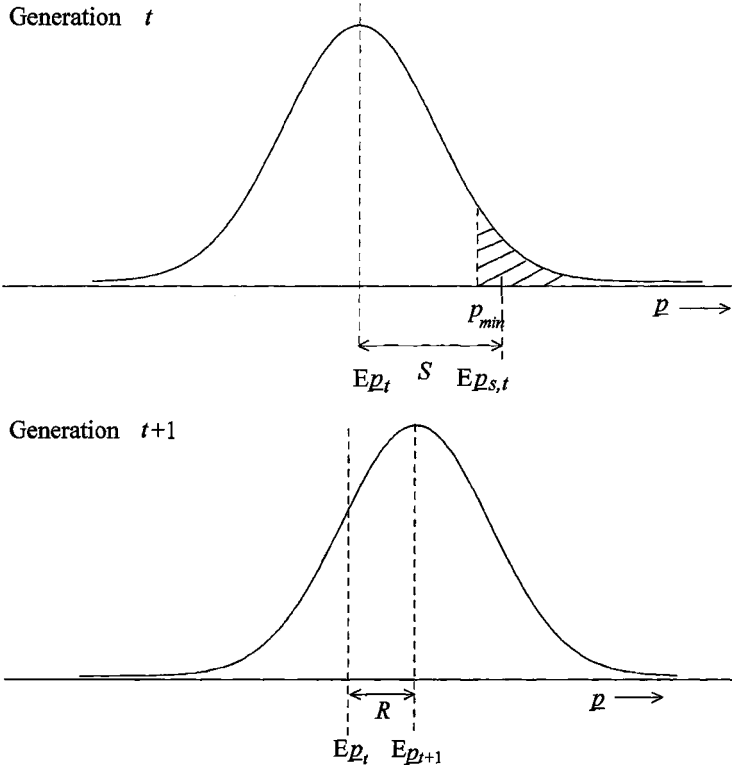 Generation t
p
p_min
S
Ep_t Ep_s,t
Generation t+1
p
R
Ep_t Ep_t+1